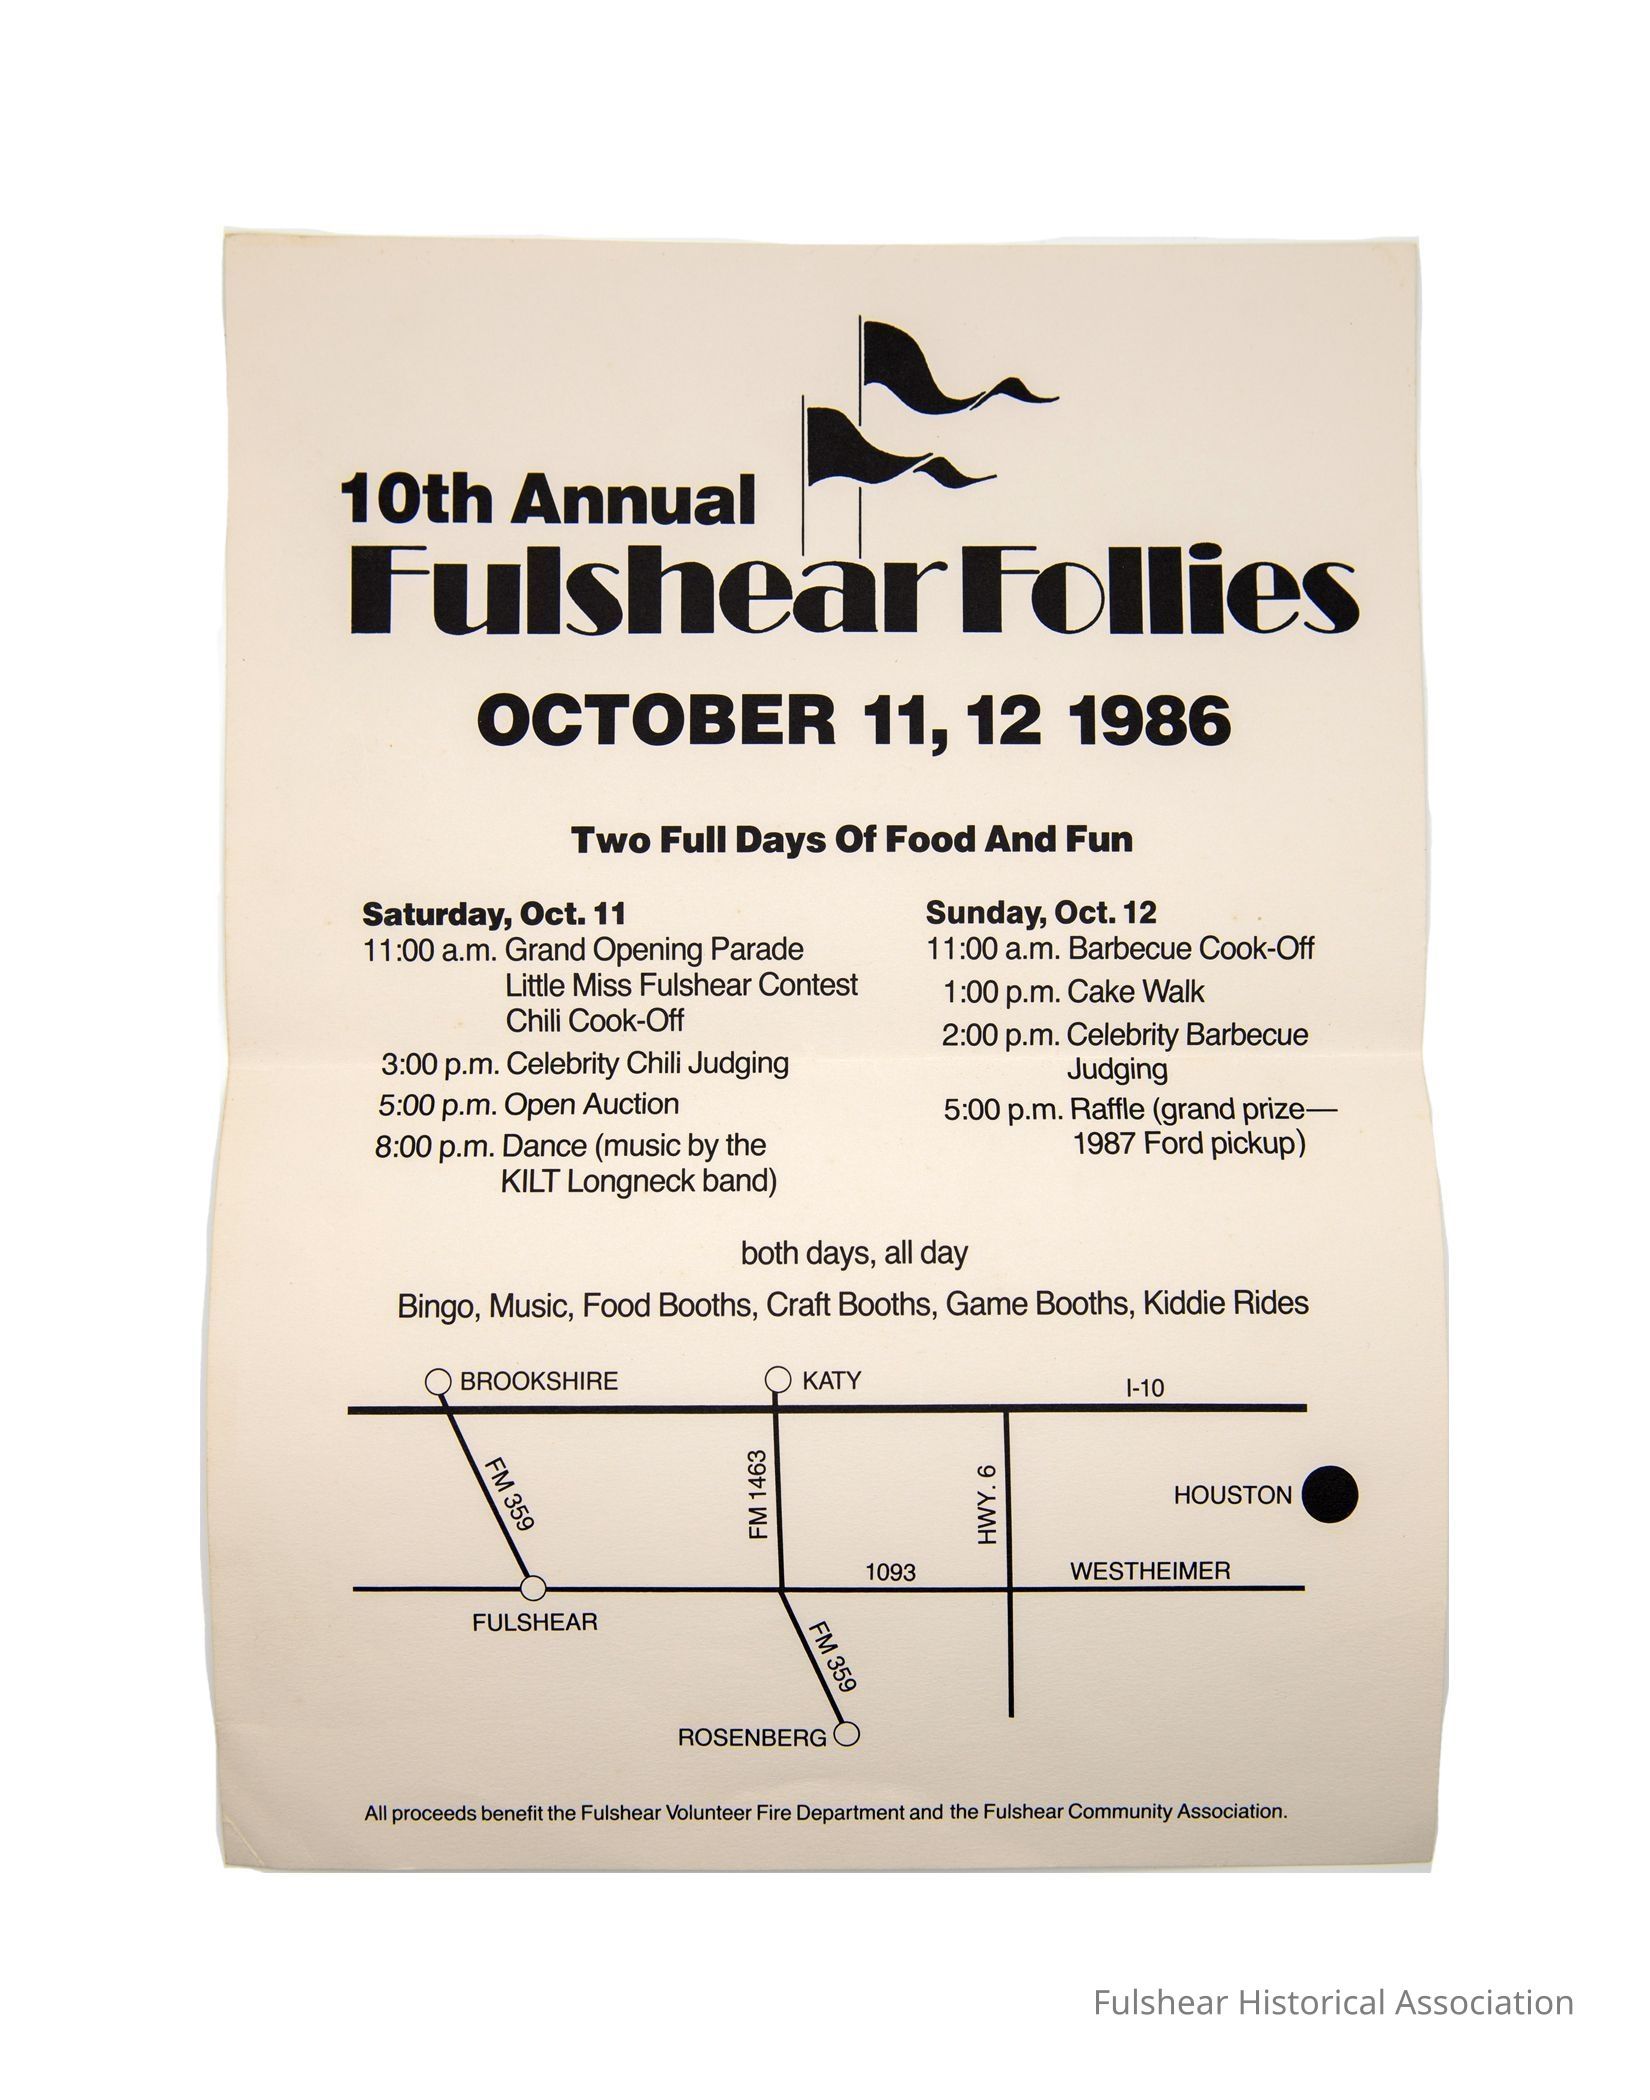 10th Annual
Fulshear Follies
OCTOBER 11, 12 1986
Two Full Days Of Food And Fun
Saturday, Oct. 11
11:00 a.m. Grand Opening Parade
Little Miss Fulshear Contest
Chili Cook-Off
3:00 p.m. Celebrity Chili Judging
5:00 p.m. Open Auction
8:00 p.m. Dance (music by the
KILT Longneck band)
Sunday, Oct. 12
11:00 a.m. Barbecue Cook-Off
1:00 p.m. Cake Walk
2:00 p.m. Celebrity Barbecue
Judging
5:00 p.m. Raffle (grand prize—
1987 Ford pickup)
both days, all day
Bingo, Music, Food Booths, Craft Booths, Game Booths, Kiddie Rides
BROOKSHIRE
KATY
I-10
FM 359
FM 1463
HWY. 6
HOUSTON
1093
WESTHEIMER
FULSHEAR
FM 359
ROSENBERG
All proceeds benefit the Fulshear Volunteer Fire Department and the Fulshear Community Association.
Fulshear Historical Association